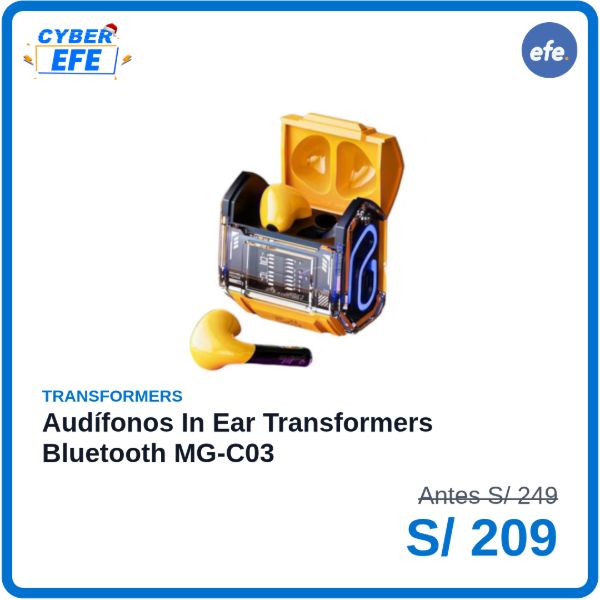 CYBER
EFE
efe.
TRANSFORMERS
Audífonos In Ear Transformers
Bluetooth MG-C03
Antes S/ 249
S/ 209